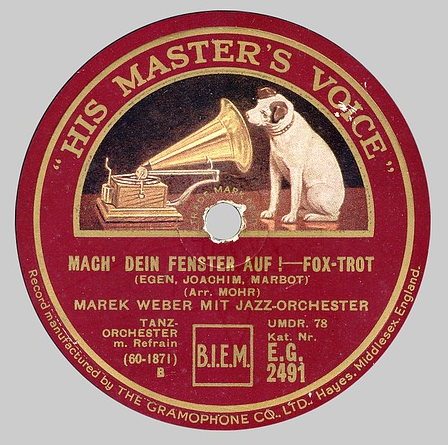 "HIS MASTER'S VOICE"
TRADE MARK
MACH' DEIN FENSTER AUF !—FOX-TROT
(EGEN, JOACHIM, MARBOT)
(Arr. MOHR)
MAREK WEBER MIT JAZZ-ORCHESTER
TANZ-
ORCHESTER
m. Refrain
(60-1871)
B
B.I.E.M.
UMDR. 78
Kat. Nr.
E.G.
2491
Record manufactured by THE GRAMOPHONE CO., LTD., Hayes, Middlesex, England.